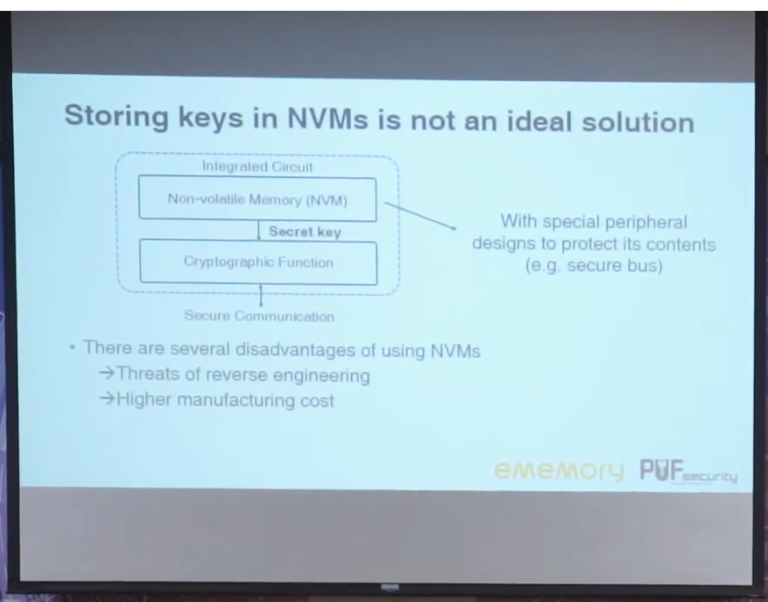 Storing keys in NVMs is not an ideal solution
Integrated Circuit
Non-volatile Memory (NVM)
Secret key
Cryptographic Function
Secure Communication
With special peripheral
designs to protect its contents
(e.g. secure bus)
• There are several disadvantages of using NVMs
→Threats of reverse engineering
→Higher manufacturing cost
ememory PUFsecurity